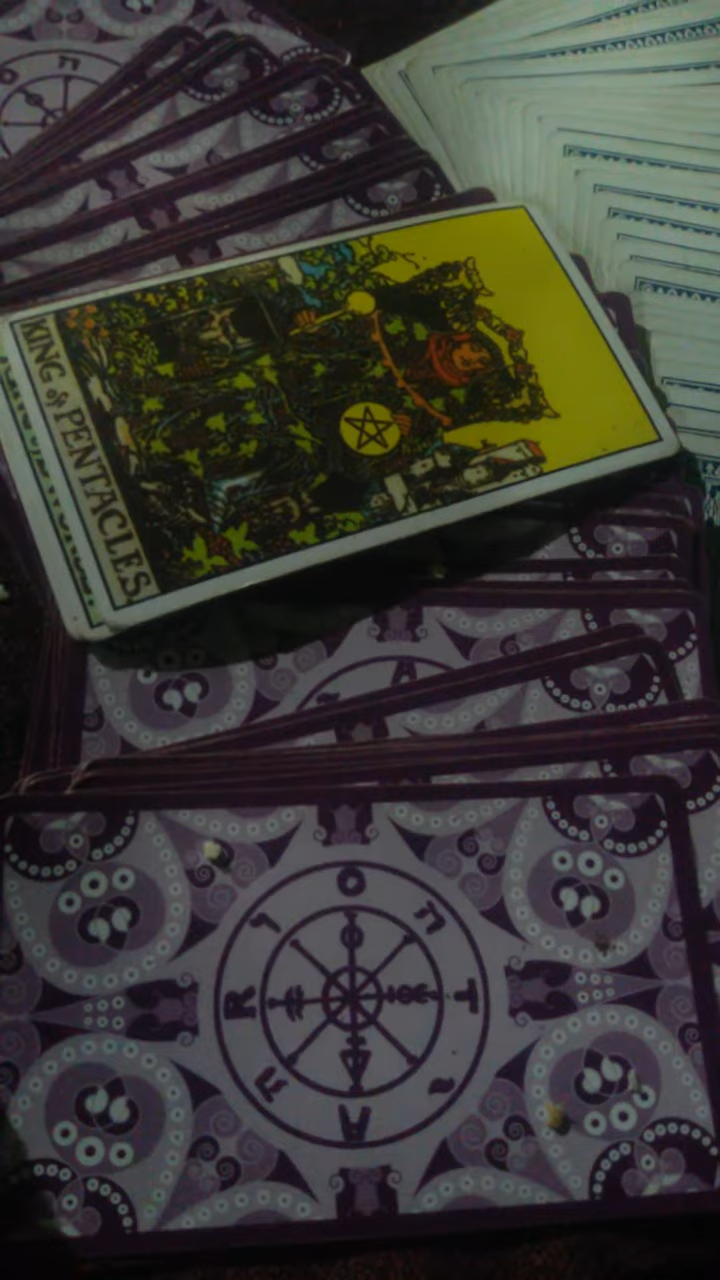 KING of PENTACLES.
T י A ה R ו O ה